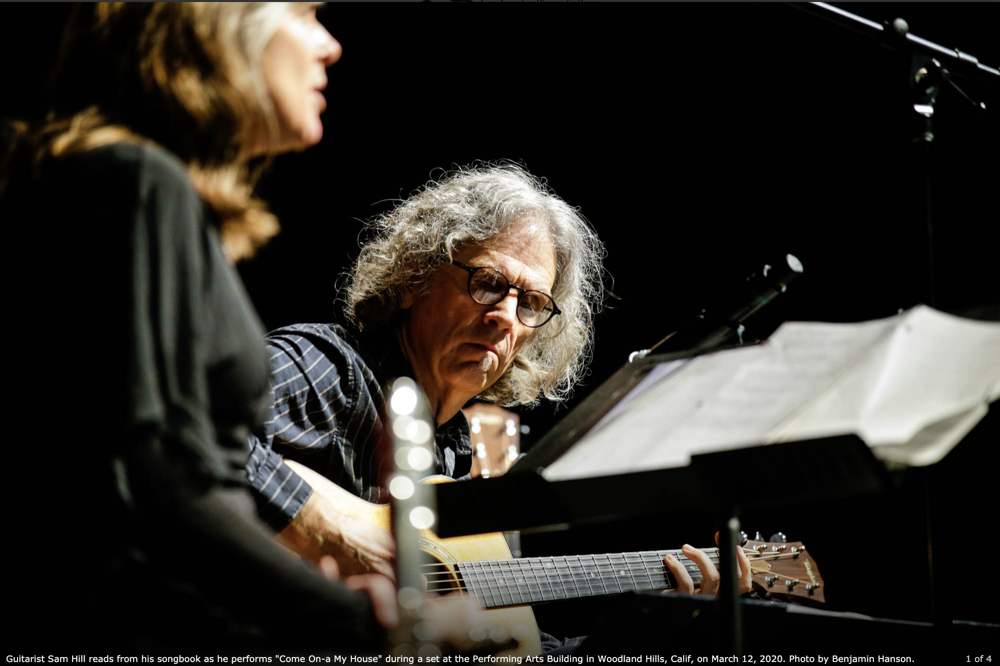 Guitarist Sam Hill reads from his songbook as he performs "Come On-a My House" during a set at the Performing Arts Building in Woodland Hills, Calif, on March 12, 2020. Photo by Benjamin Hanson.
1 of 4